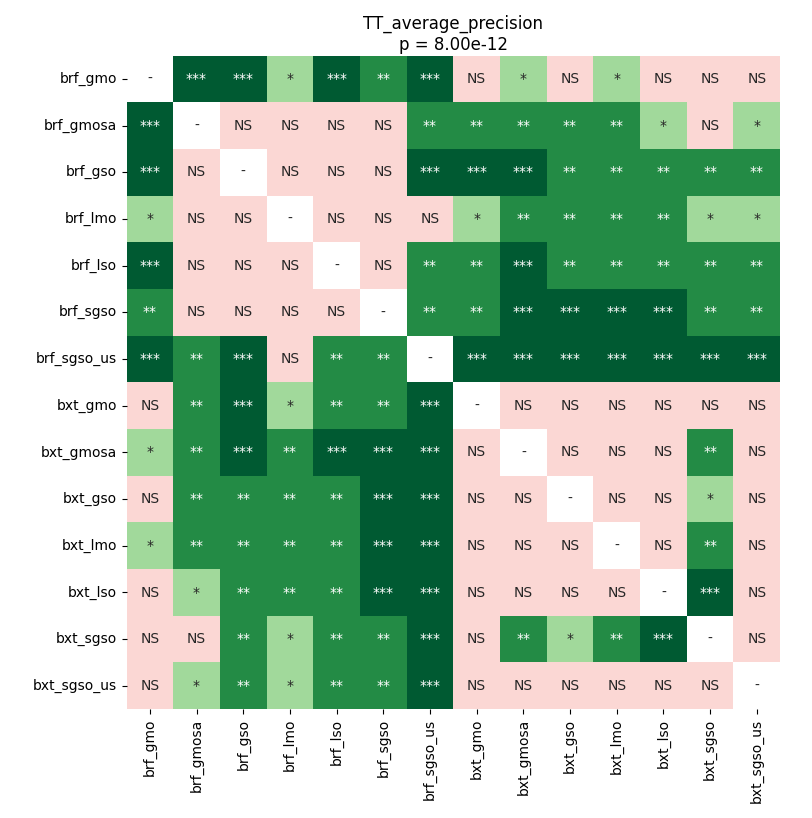 TT_average_precision
p = 8.00e-12
brf_gmo - *** *** * *** ** *** NS * NS * NS NS NS
brf_gmosa *** - NS NS NS NS ** ** ** ** ** * NS *
brf_gso *** NS - NS NS NS *** *** *** ** ** ** ** **
brf_lmo * NS NS - NS NS NS * ** ** ** ** * *
brf_lso *** NS NS NS - NS ** ** *** ** ** ** ** **
brf_sgso ** NS NS NS NS - ** ** *** *** *** *** ** **
brf_sgso_us *** ** *** NS ** ** - *** *** *** *** *** *** ***
bxt_gmo NS ** *** * ** ** *** - NS NS NS NS NS NS
bxt_gmosa * ** *** ** *** *** *** NS - NS NS NS ** NS
bxt_gso NS ** ** ** ** *** *** NS NS - NS NS * NS
bxt_lmo * ** ** ** ** *** *** NS NS NS - NS ** NS
bxt_lso NS * ** ** ** *** *** NS NS NS NS - *** NS
bxt_sgso NS NS ** * ** ** *** NS ** * ** *** - NS
bxt_sgso_us NS * ** * ** ** *** NS NS NS NS NS NS -
brf_gmo brf_gmosa brf_gso brf_lmo brf_lso brf_sgso brf_sgso_us bxt_gmo bxt_gmosa bxt_gso bxt_lmo bxt_lso bxt_sgso bxt_sgso_us